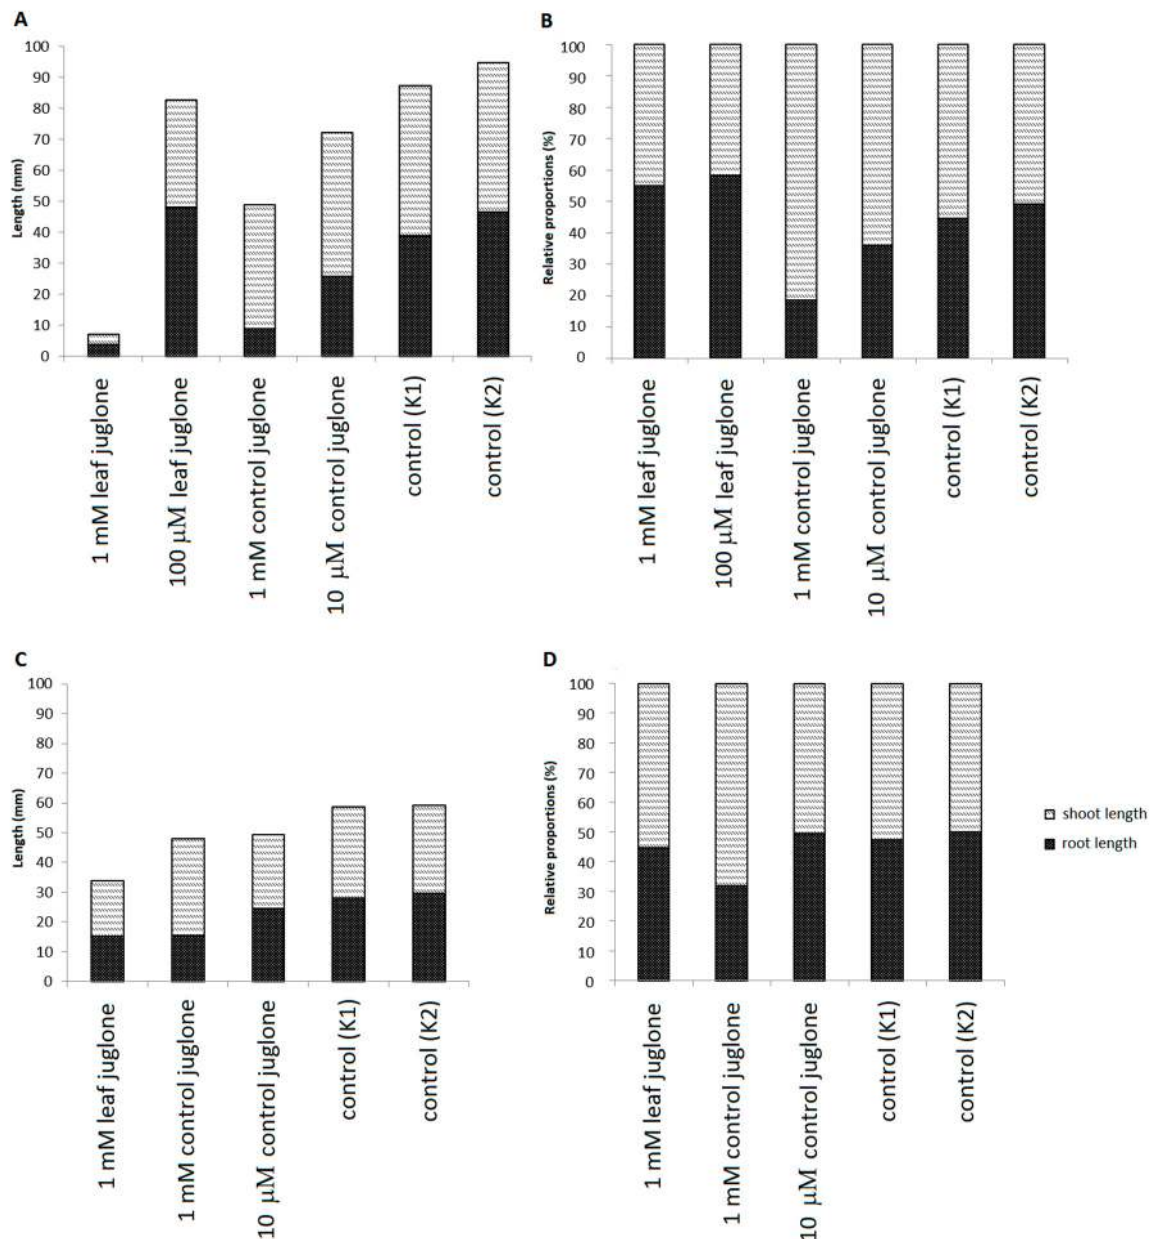 A
Length (mm)
100
90
80
70
60
50
40
30
20
10
0
1 mM leaf juglone
100 μM leaf juglone
1 mM control juglone
10 μM control juglone
control (K1)
control (K2)
B
Relative proportions (%)
100
90
80
70
60
50
40
30
20
10
0
1 mM leaf juglone
100 μM leaf juglone
1 mM control juglone
10 μM control juglone
control (K1)
control (K2)
C
Length (mm)
100
90
80
70
60
50
40
30
20
10
0
1 mM leaf juglone
1 mM control juglone
10 μM control juglone
control (K1)
control (K2)
D
Relative proportions (%)
100
90
80
70
60
50
40
30
20
10
0
1 mM leaf juglone
1 mM control juglone
10 μM control juglone
control (K1)
control (K2)
shoot length
root length